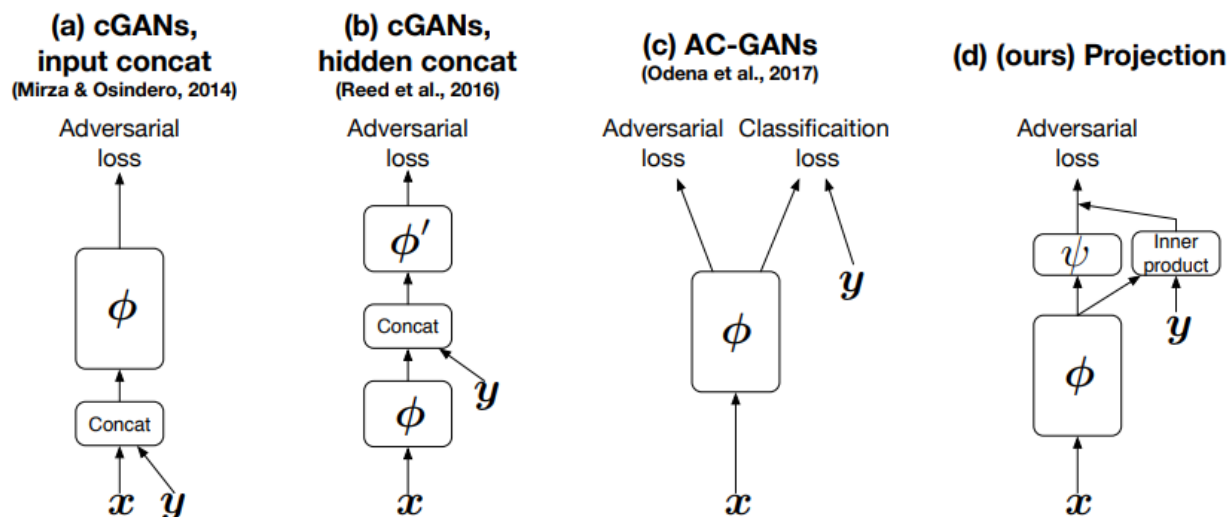 (a) cGANs,
input concat
(Mirza & Osindero, 2014)
Adversarial
loss
ϕ
Concat
x y
(b) cGANs,
hidden concat
(Reed et al., 2016)
Adversarial
loss
ϕ′
Concat
y
ϕ
x
(c) AC-GANs
(Odena et al., 2017)
Adversarial
loss
Classificaition
loss
y
ϕ
x
(d) (ours) Projection
Adversarial
loss
ψ
Inner
product
y
ϕ
x